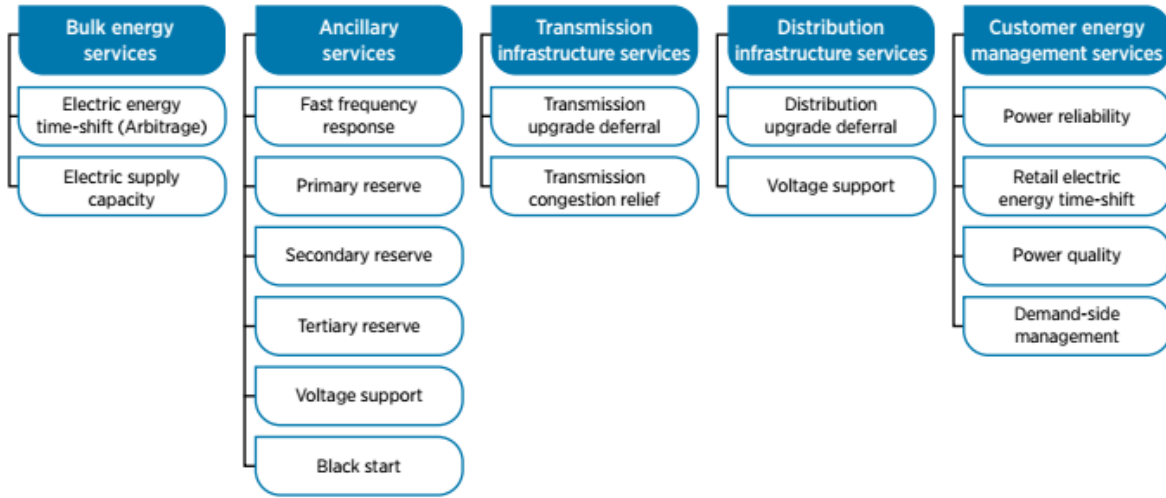 Bulk energy
services
Electric energy
time-shift (Arbitrage)
Electric supply
capacity
Ancillary
services
Fast frequency
response
Primary reserve
Secondary reserve
Tertiary reserve
Voltage support
Black start
Transmission
infrastructure services
Transmission
upgrade deferral
Transmission
congestion relief
Distribution
infrastructure services
Distribution
upgrade deferral
Voltage support
Customer energy
management services
Power reliability
Retail electric
energy time-shift
Power quality
Demand-side
management